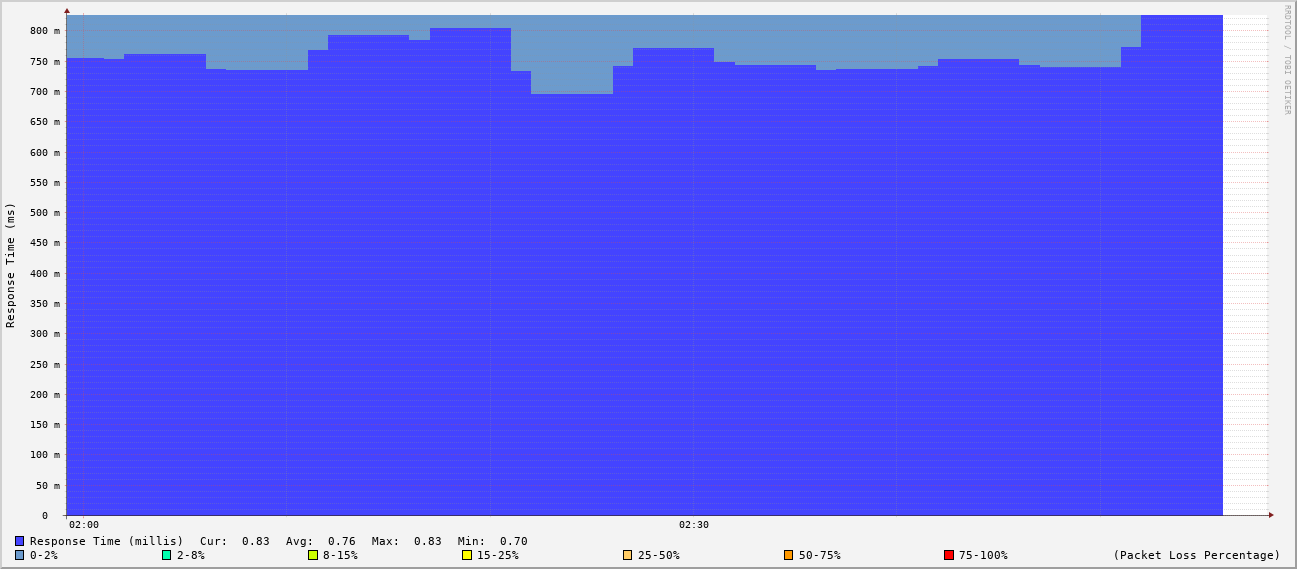 RRDTOOL / TOBI OETIKER
Response Time (ms)
800 m
750 m
700 m
650 m
600 m
550 m
500 m
450 m
400 m
350 m
300 m
250 m
200 m
150 m
100 m
50 m
0
02:00 02:30
Response Time (millis) Cur: 0.83 Avg: 0.76 Max: 0.83 Min: 0.70
0-2% 2-8% 8-15% 15-25% 25-50% 50-75% 75-100% (Packet Loss Percentage)